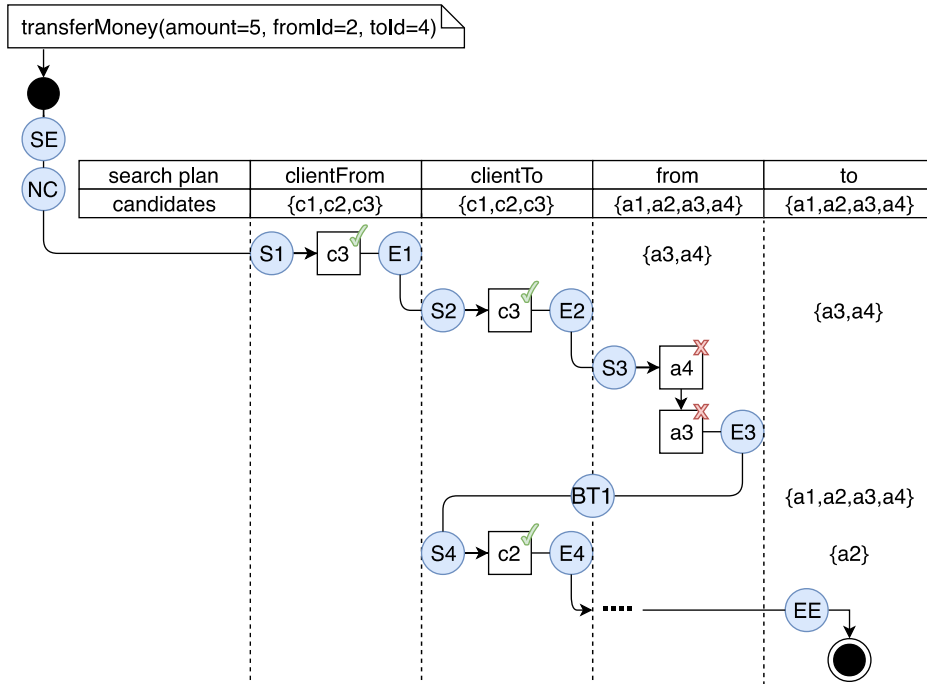 transferMoney(amount=5, fromId=2, toId=4)
SE
NC
search plan clientFrom clientTo from to
candidates {c1,c2,c3} {c1,c2,c3} {a1,a2,a3,a4} {a1,a2,a3,a4}
S1 c3 E1 {a3,a4}
S2 c3 E2 {a3,a4}
S3 a4
a3 E3
BT1 {a1,a2,a3,a4}
S4 c2 E4 {a2}
EE